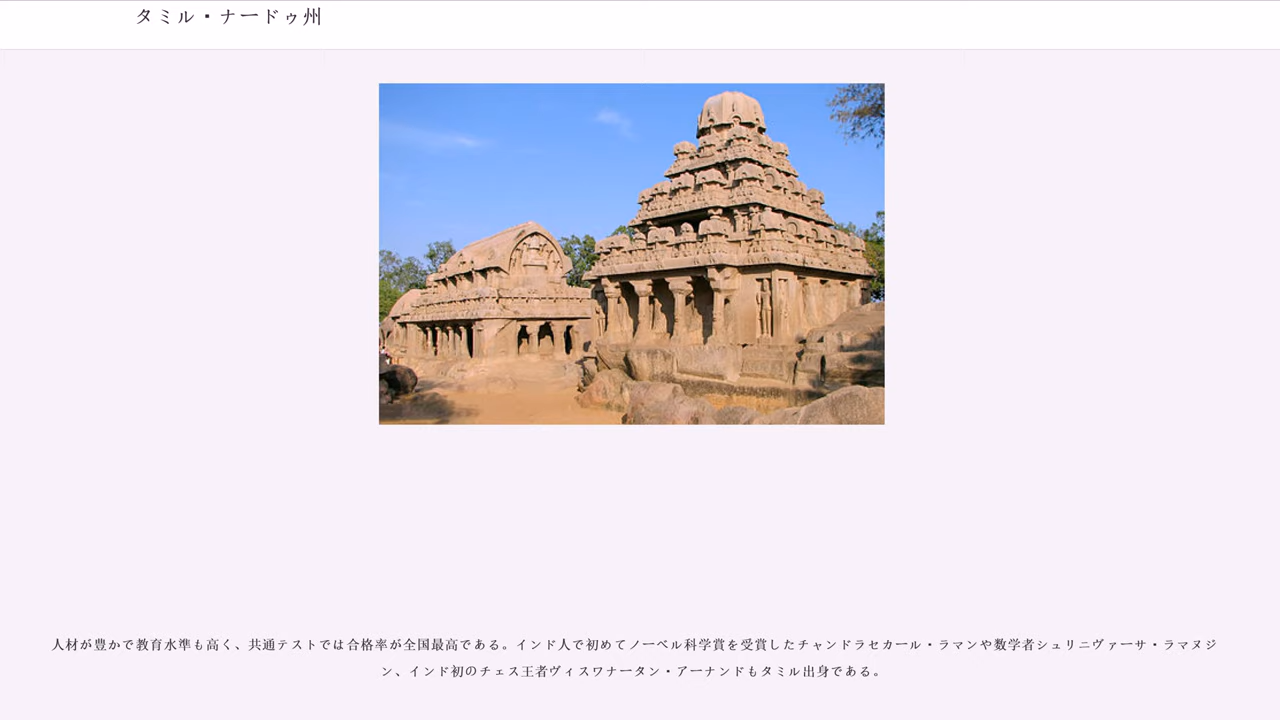 タミル・ナードゥ州
人材が豊かで教育水準も高く、共通テストでは合格率が全国最高である。インド人で初めてノーベル科学賞を受賞したチャンドラセカール・ラマンや数学者シュリニヴァーサ・ラマヌジ
ン、インド初のチェス王者ヴィスワナータン・アーナンドもタミル出身である。